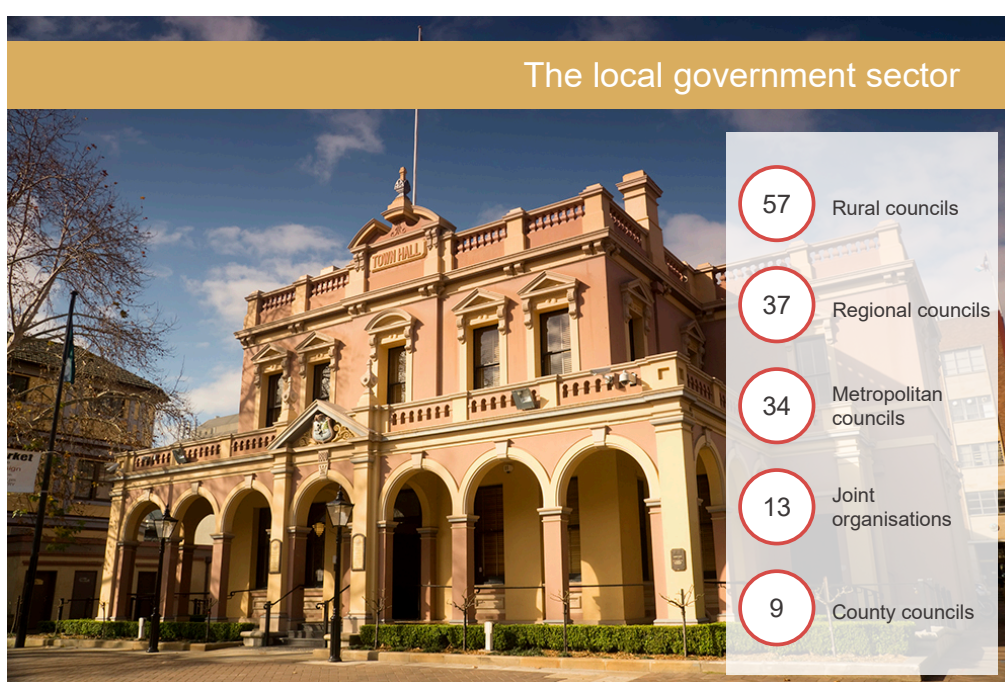 The local government sector
TOWN HALL
57
Rural councils
37
Regional councils
34
Metropolitan
councils
13
Joint
organisations
9
County councils